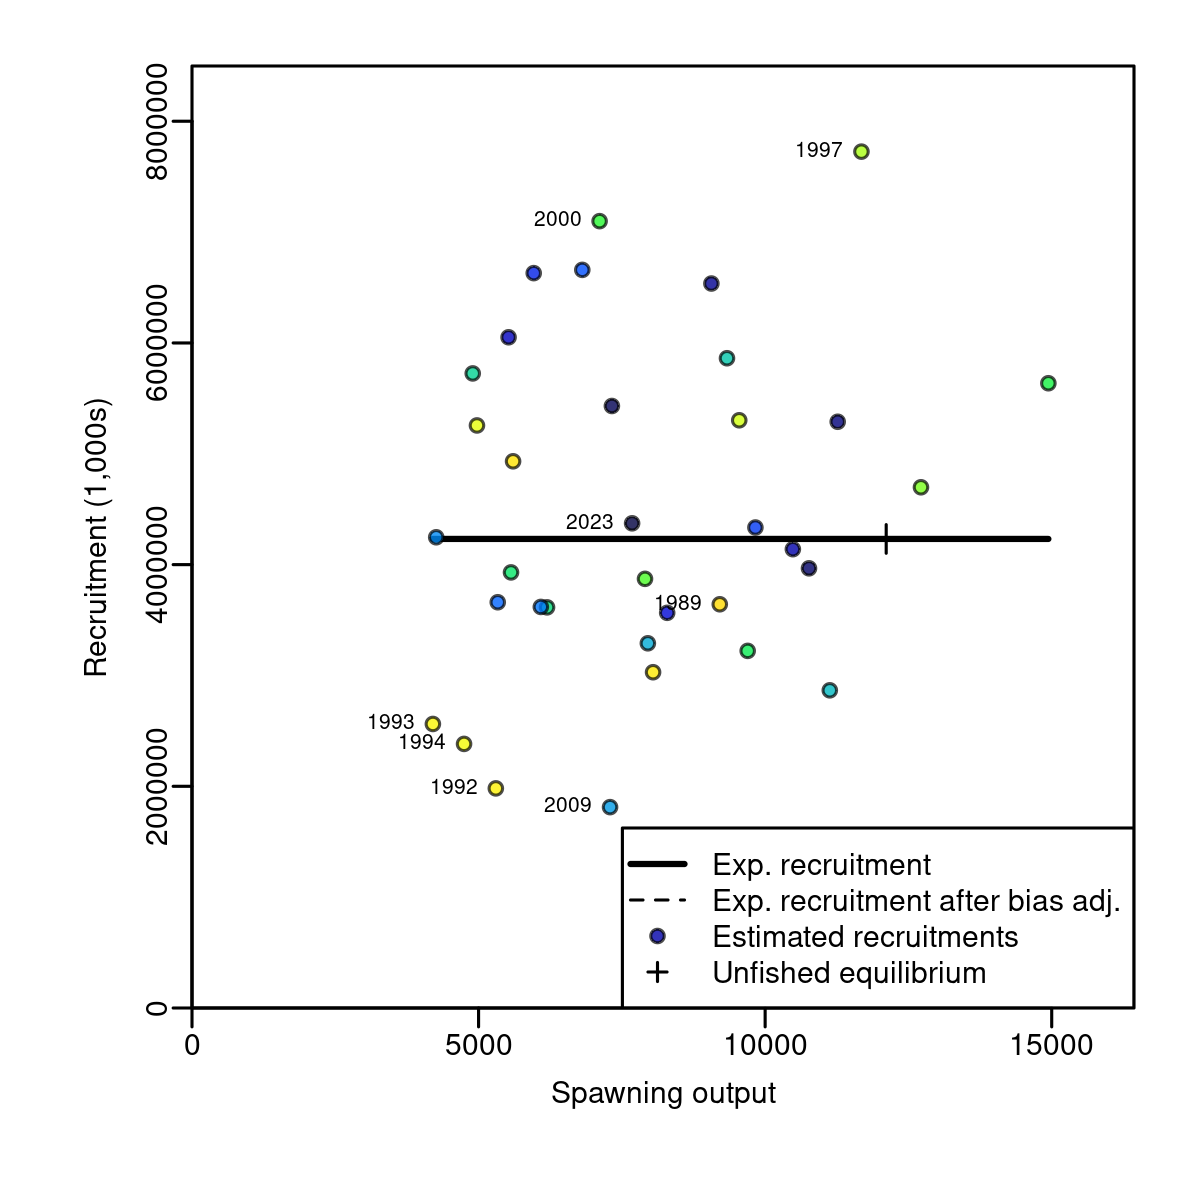 8000000
6000000
4000000
2000000
0
Recruitment (1,000s)
1997
2000
2023
1989
1993
1994
1992
2009
Exp. recruitment
Exp. recruitment after bias adj.
Estimated recruitments
Unfished equilibrium
0 5000 10000 15000
Spawning output